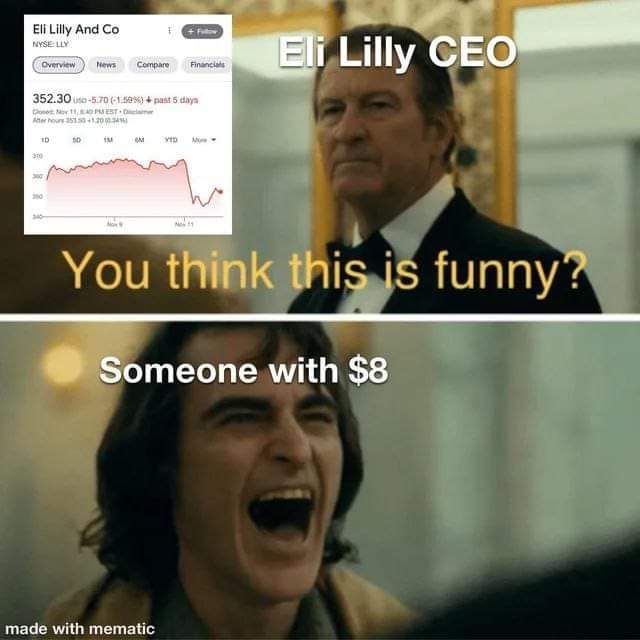 Eli Lilly And Co
NYSE: LLY
+ Follow
Overview News Compare Financials
352.30 USD -5.70 (-1.59%) ↓ past 5 days
Closed: Nov 11, 6:40 PM EST • Disclaimer
After hours 353.50 +1.20 (0.34%)
1D 5D 1M 6M YTD More
370
360
350
340
Nov 9 Nov 11
Eli Lilly CEO
You think this is funny?
Someone with $8
made with mematic